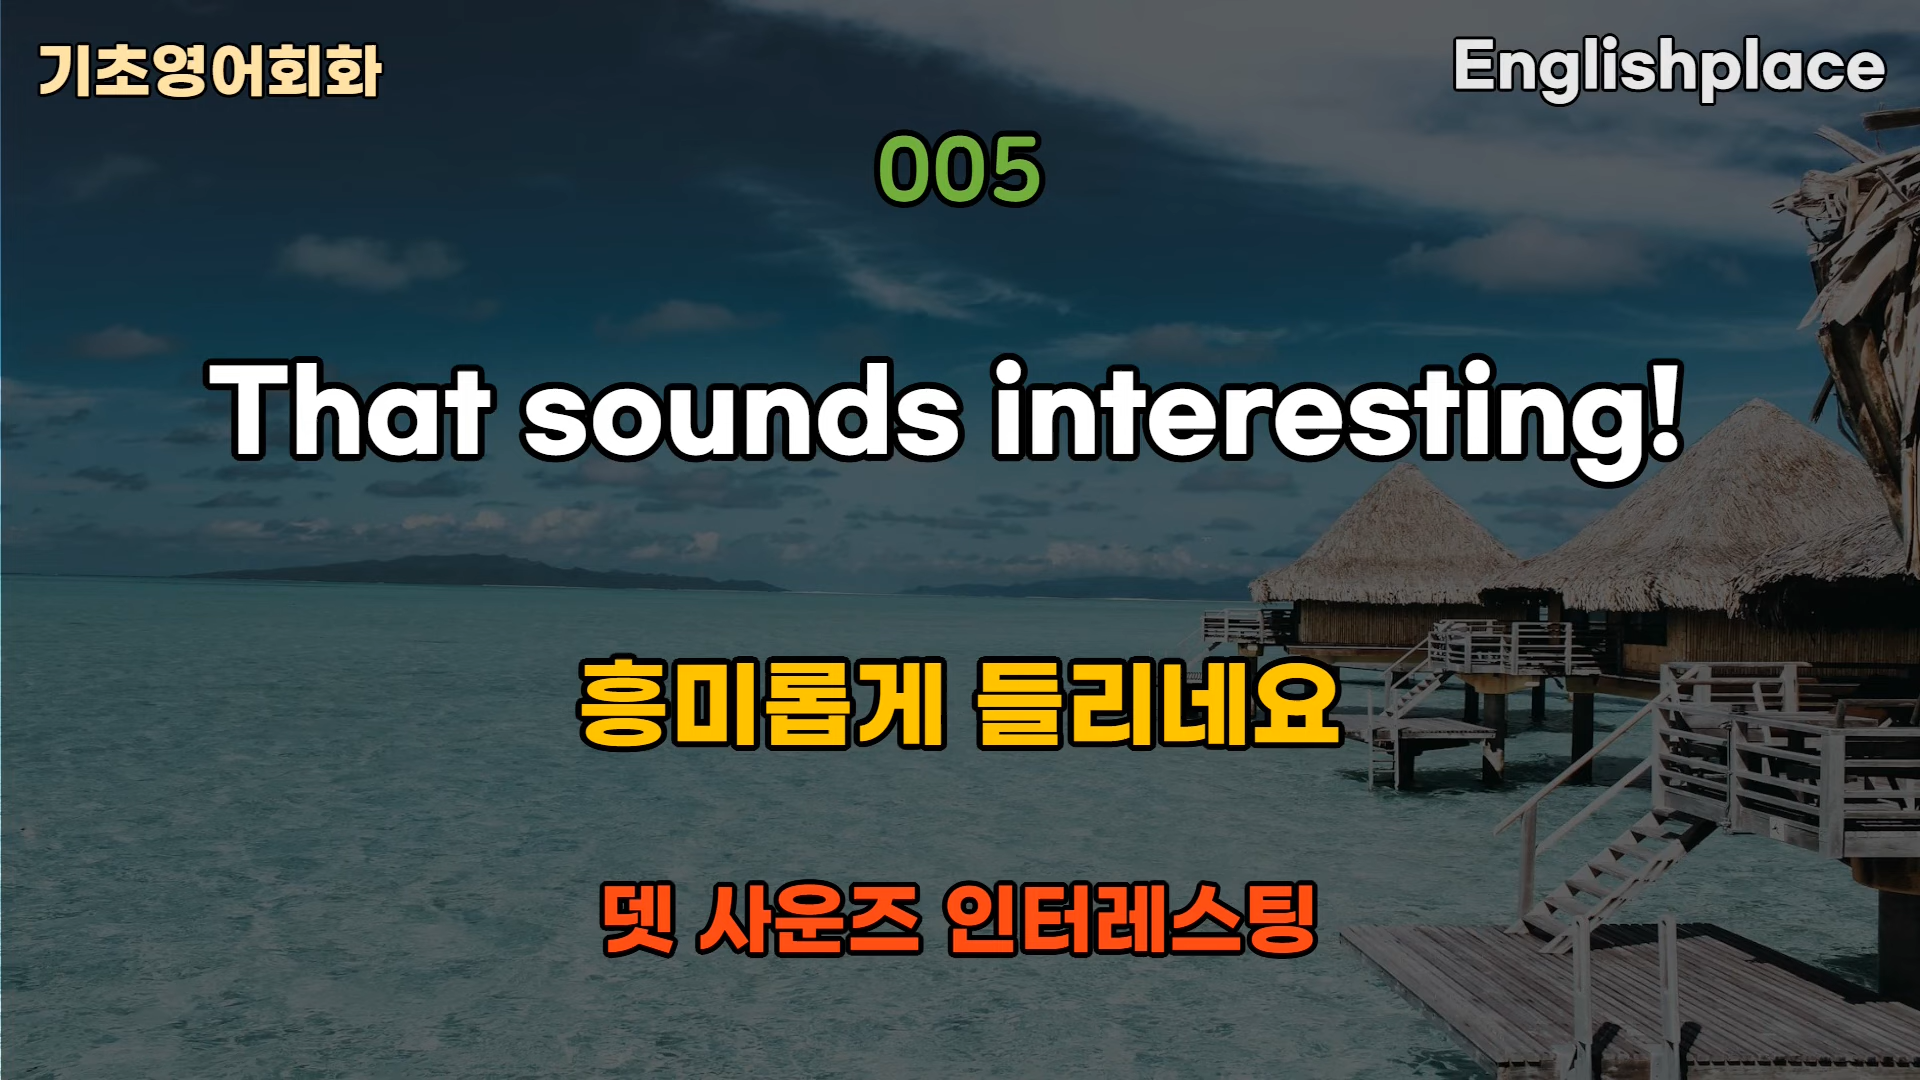 기초영어회화
Englishplace
005
That sounds interesting!
흥미롭게 들리네요
뎃 사운즈 인터레스팅